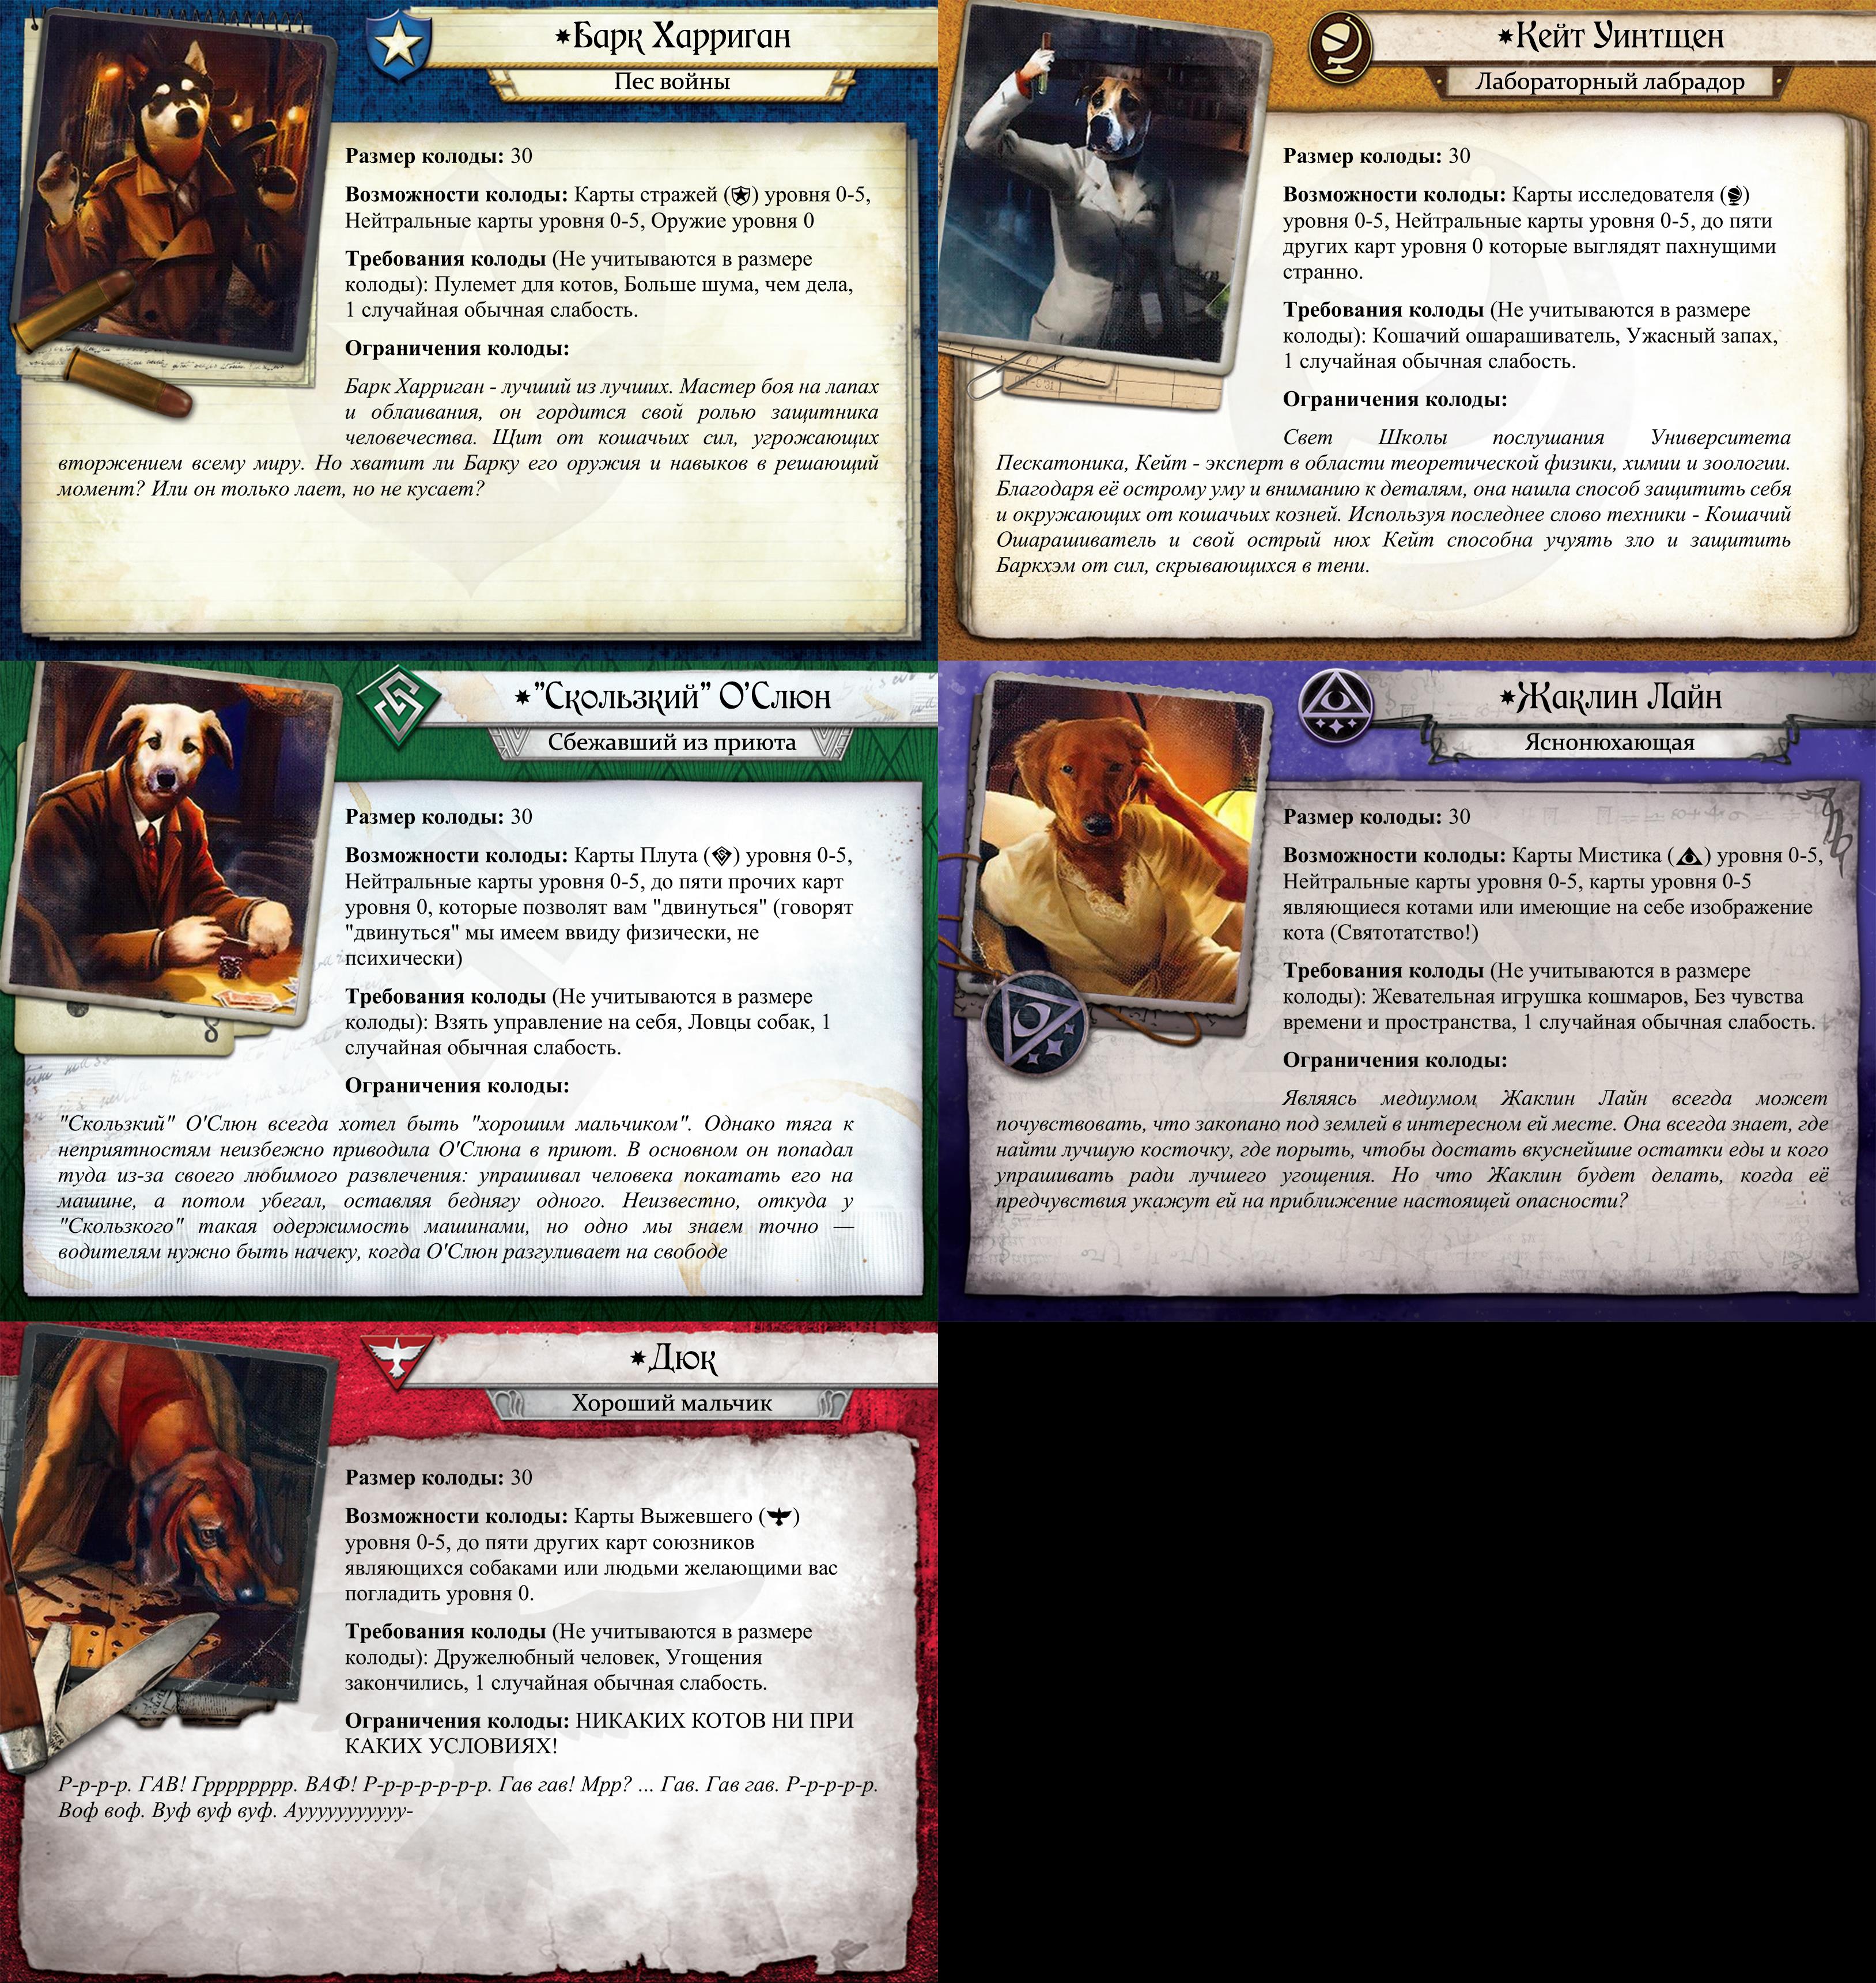 Барк Харриган
Пес войны
Размер колоды: 30
Возможности колоды: Карты стражей () уровня 0-5,
Нейтральные карты уровня 0-5, Оружие уровня 0
Требования колоды (Не учитываются в размере
колоды): Пулемет для котов, Больше шума, чем дела,
1 случайная обычная слабость.
Ограничения колоды:
Барк Харриган - лучший из лучших. Мастер боя на лапах
и облаивания, он гордится свой ролью защитника
человечества. Щит от кошачьих сил, угрожающих
вторжением всему миру. Но хватит ли Барку его оружия и навыков в решающий
момент? Или он только лает, но не кусает?
Кейт Уинтщен
Лабораторный лабрадор
Размер колоды: 30
Возможности колоды: Карты исследователя ()
уровня 0-5, Нейтральные карты уровня 0-5, до пяти
других карт уровня 0 которые выглядят пахнущими
странно.
Требования колоды (Не учитываются в размере
колоды): Кошачий ошарашиватель, Ужасный запах,
1 случайная обычная слабость.
Ограничения колоды:
Свет Школы послушания Университета
Пескатоника, Кейт - эксперт в области теоретической физики, химии и зоологии.
Благодаря её острому уму и вниманию к деталям, она нашла способ защитить себя
и окружающих от кошачьих козней. Используя последнее слово техники - Кошачий
Ошарашиватель и свой острый нюх Кейт способна учуять зло и защитить
Баркхэм от сил, скрывающихся в тени.
"Скользкий" О'Слюн
Сбежавший из приюта
Размер колоды: 30
Возможности колоды: Карты Плута () уровня 0-5,
Нейтральные карты уровня 0-5, до пяти прочих карт
уровня 0, которые позволят вам "двинуться" (говорят
"двинуться" мы имеем ввиду физически, не
психически)
Требования колоды (Не учитываются в размере
колоды): Взять управление на себя, Ловцы собак, 1
случайная обычная слабость.
Ограничения колоды:
"Скользкий" О'Слюн всегда хотел быть "хорошим мальчиком". Однако тяга к
неприятностям неизбежно приводила О'Слюна в приют. В основном он попадал
туда из-за своего любимого развлечения: упрашивал человека покатать его на
машине, а потом убегал, оставляя беднягу одного. Неизвестно, откуда у
"Скользкого" такая одержимость машинами, но одно мы знаем точно —
водителям нужно быть начеку, когда О'Слюн разгуливает на свободе
8
Жаклин Лайн
Яснонюхающая
Размер колоды: 30
Возможности колоды: Карты Мистика () уровня 0-5,
Нейтральные карты уровня 0-5, карты уровня 0-5
являющиеся котами или имеющие на себе изображение
кота (Святотатство!)
Требования колоды (Не учитываются в размере
колоды): Жевательная игрушка кошмаров, Без чувства
времени и пространства, 1 случайная обычная слабость.
Ограничения колоды:
Являясь медиумом Жаклин Лайн всегда может
почувствовать, что закопано под землей в интересном ей месте. Она всегда знает, где
найти лучшую косточку, где порыть, чтобы достать вкуснейшие остатки еды и кого
упрашивать ради лучшего угощения. Но что Жаклин будет делать, когда её
предчувствия укажут ей на приближение настоящей опасности?
Дюк
Хороший мальчик
Размер колоды: 30
Возможности колоды: Карты Выжевшего ()
уровня 0-5, до пяти других карт союзников
являющихся собаками или людьми желающими вас
погладить уровня 0.
Требования колоды (Не учитываются в размере
колоды): Дружелюбный человек, Угощения
закончились, 1 случайная обычная слабость.
Ограничения колоды: НИКАКИХ КОТОВ НИ ПРИ
КАКИХ УСЛОВИЯХ!
Р-р-р-р. ГАВ! Гррррррррр. ВАФ! Р-р-р-р-р-р-р. Гав гав! Мрр? ... Гав. Гав гав. Р-р-р-р-р.
Воф воф. Вуф вуф вуф. Аууууууууууу-